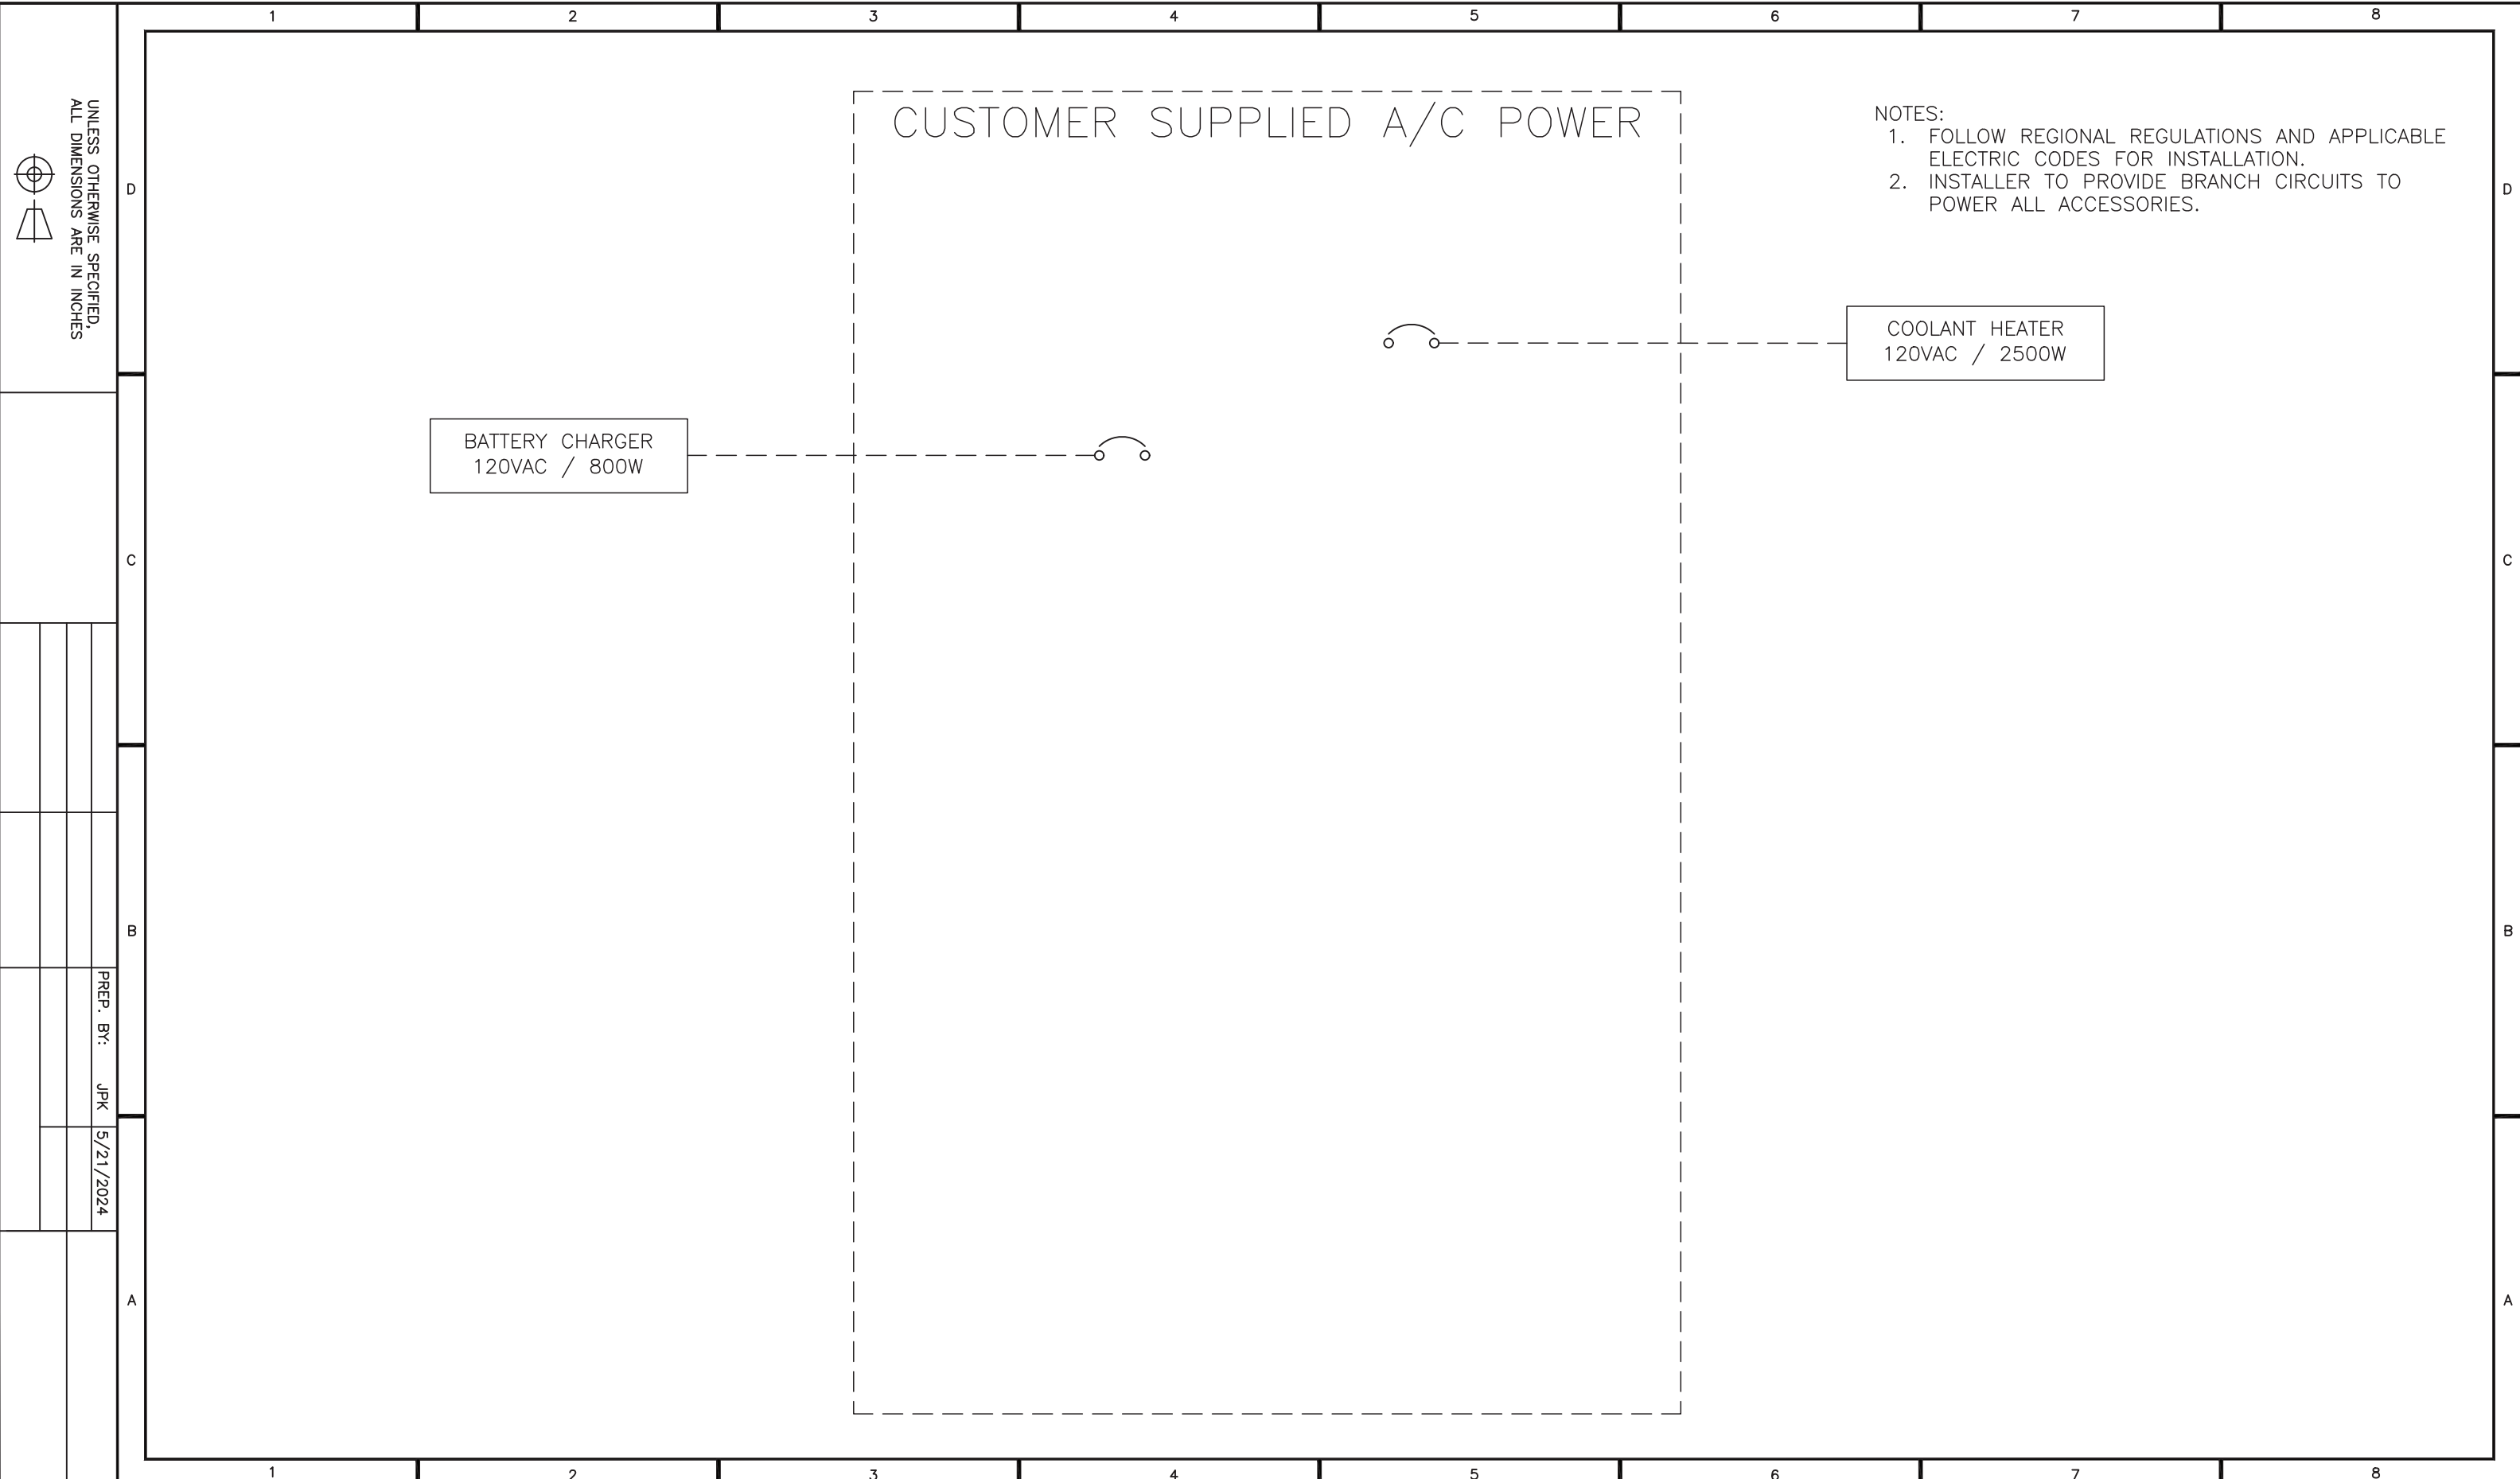 1 2 3 4 5 6 7 8
CUSTOMER SUPPLIED A/C POWER
NOTES:
1. FOLLOW REGIONAL REGULATIONS AND APPLICABLE
ELECTRIC CODES FOR INSTALLATION.
2. INSTALLER TO PROVIDE BRANCH CIRCUITS TO
POWER ALL ACCESSORIES.
UNLESS OTHERWISE SPECIFIED,
ALL DIMENSIONS ARE IN INCHES
D D
COOLANT HEATER
120VAC / 2500W
BATTERY CHARGER
120VAC / 800W
C C
B B
PREP. BY: JPK 5/21/2024
A A
1 2 3 4 5 6 7 8